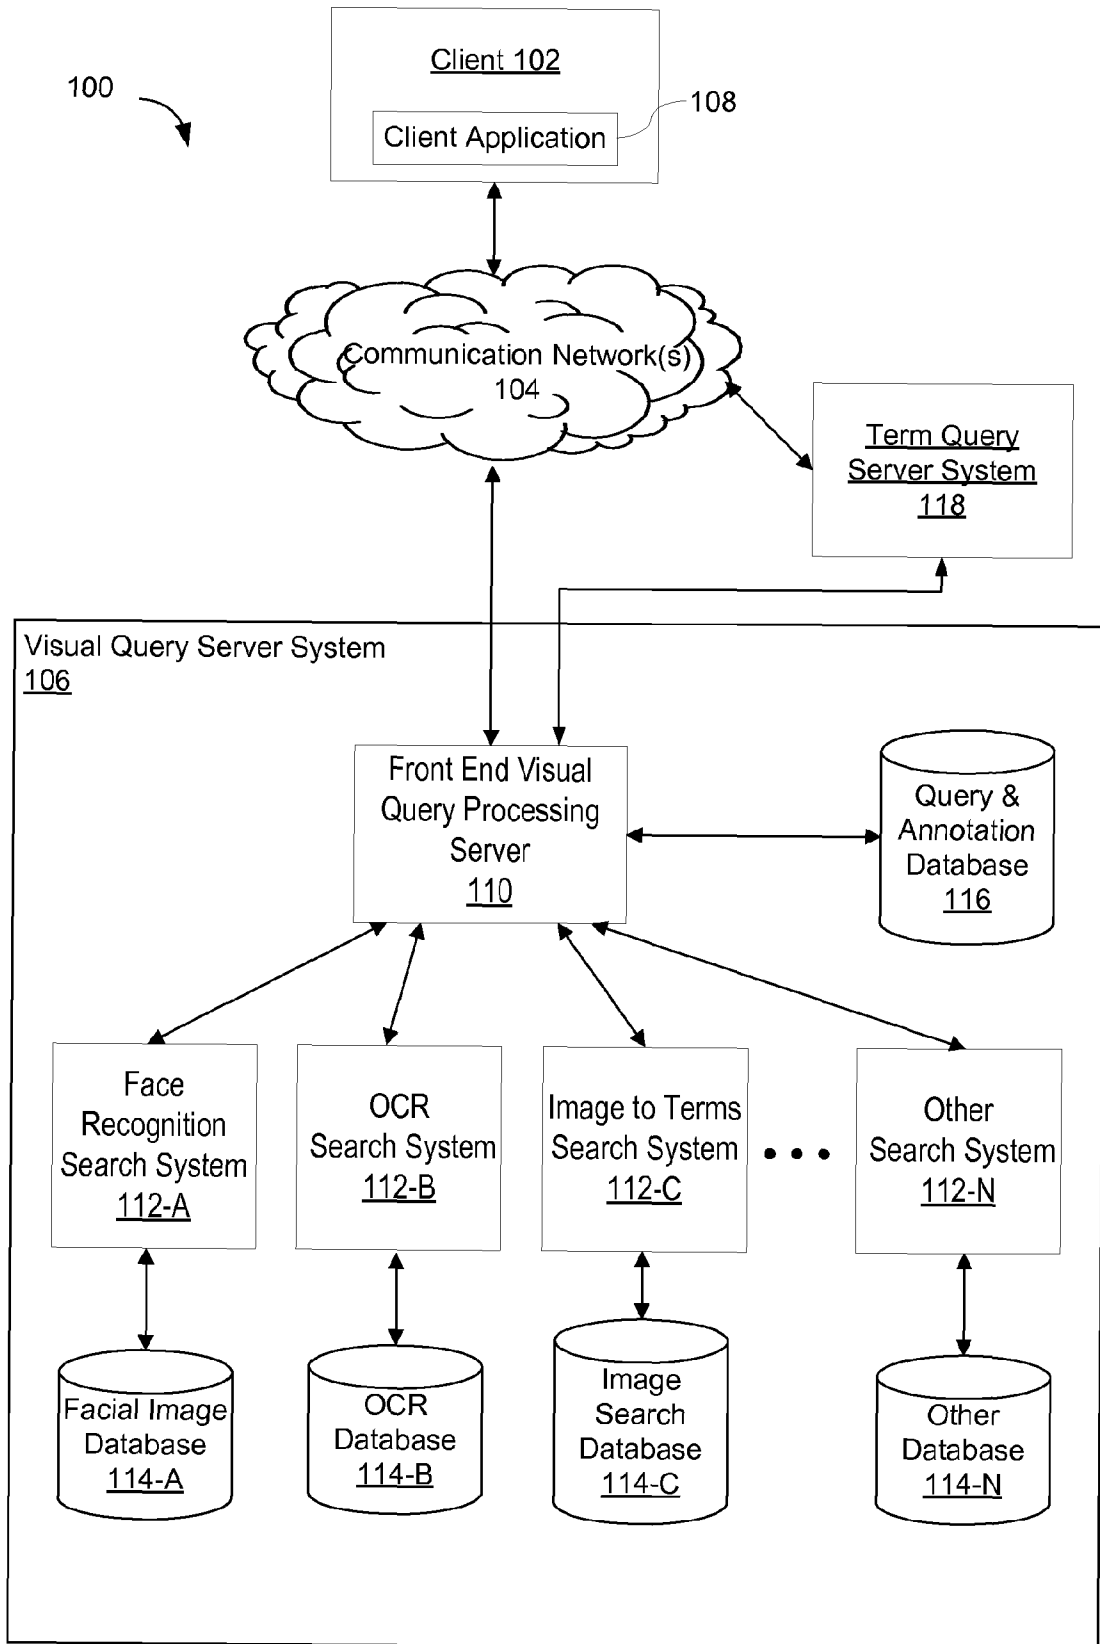 Client 102
100
108
Client Application
Communication Network(s)
104
Term Query
Server System
118
Visual Query Server System
106
Front End Visual
Query Processing
Server
110
Query &
Annotation
Database
116
Face
Recognition
Search System
112-A
OCR
Search System
112-B
Image to Terms
Search System
112-C
Other
Search System
112-N
Facial Image
Database
114-A
OCR
Database
114-B
Image
Search
Database
114-C
Other
Database
114-N